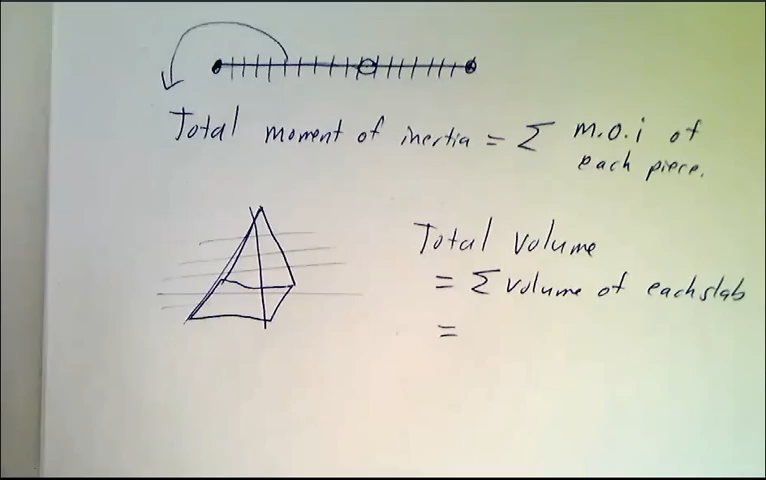 Total moment of inertia = Σ m.o.i of
each piece.
Total volume
= Σ volume of each slab
=